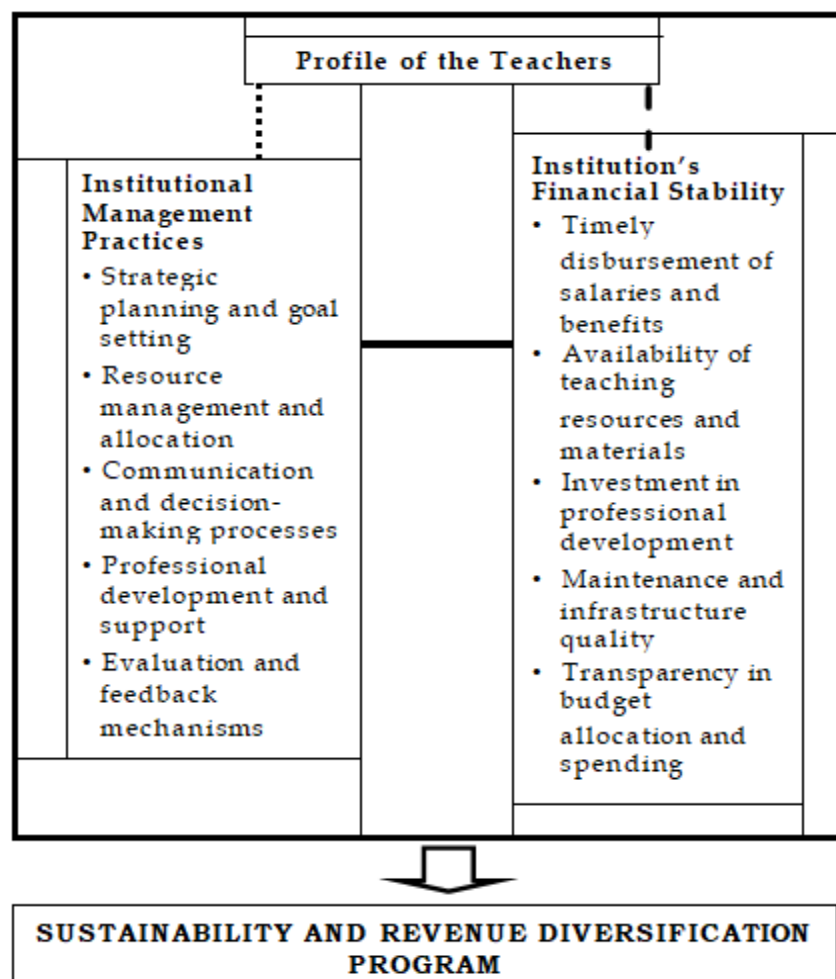 Profile of the Teachers
Institutional
Management
Practices
• Strategic
planning and goal
setting
• Resource
management and
allocation
• Communication
and decision-
making processes
• Professional
development and
support
• Evaluation and
feedback
mechanisms
Institution’s
Financial Stability
• Timely
disbursement of
salaries and
benefits
• Availability of
teaching
resources and
materials
• Investment in
professional
development
• Maintenance and
infrastructure
quality
• Transparency in
budget
allocation and
spending
SUSTAINABILITY AND REVENUE DIVERSIFICATION
PROGRAM